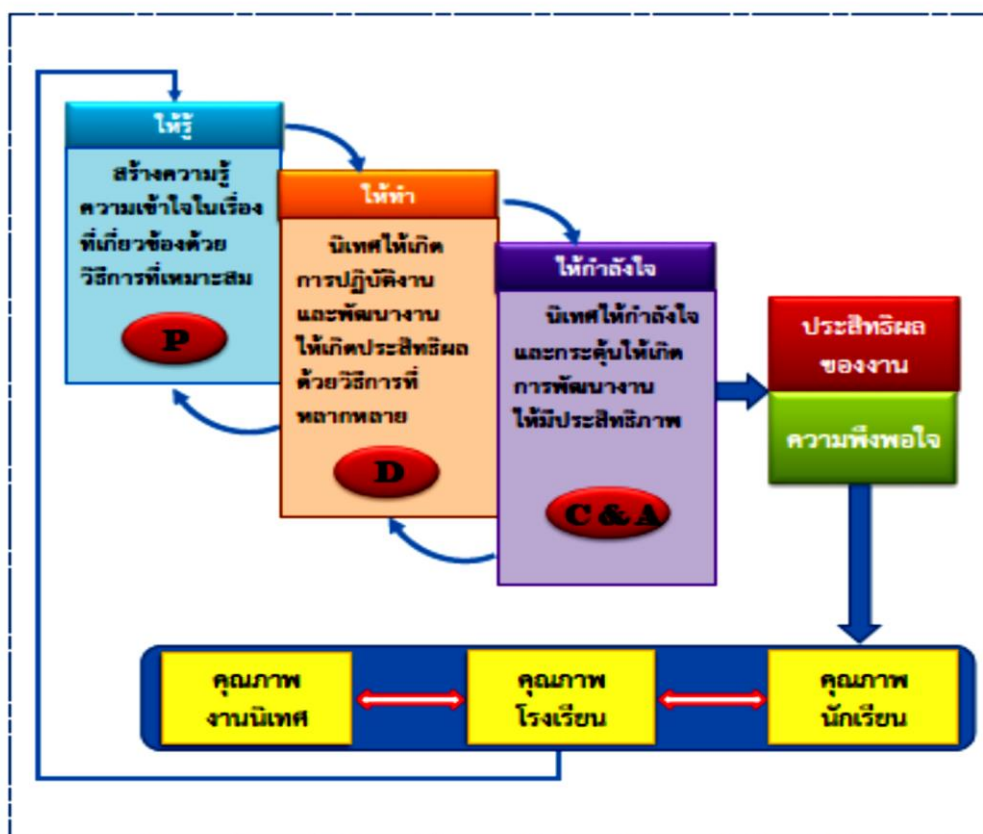 ให้รู้
สร้างความรู้
ความเข้าใจในเรื่อง
ที่เกี่ยวข้องด้วย
วิธีการที่เหมาะสม
P
ให้ทำ
นิเทศให้เกิด
การปฏิบัติงาน
และพัฒนางาน
ให้เกิดประสิทธิผล
ด้วยวิธีการที่
หลากหลาย
D
ให้กำลังใจ
นิเทศให้กำลังใจ
และกระตุ้นให้เกิด
การพัฒนางาน
ให้มีประสิทธิภาพ
C & A
ประสิทธิผล
ของงาน
ความพึงพอใจ
คุณภาพ
งานนิเทศ
คุณภาพ
โรงเรียน
คุณภาพ
นักเรียน